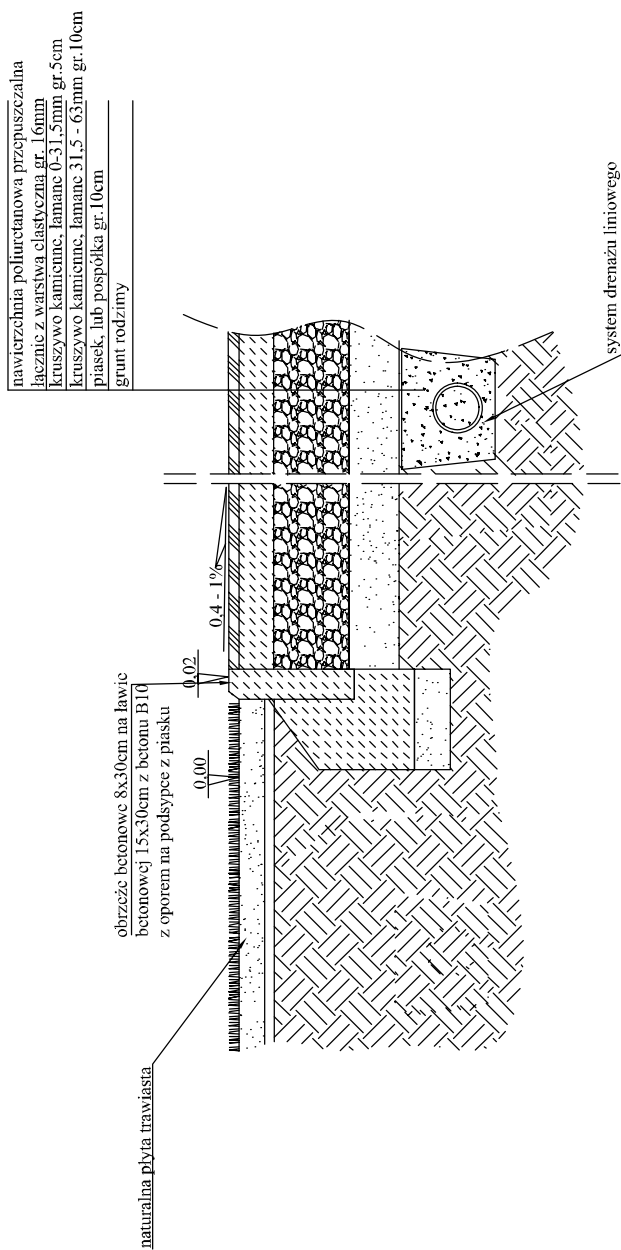 nawierzchnia poliuretanowa przepuszczalna
łącznie z warstwą elastyczną gr. 16mm
kruszywo kamienne, łamane 0-31,5mm gr.5cm
kruszywo kamienne, łamane 31,5 - 63mm gr.10cm
piasek, lub pospółka gr.10cm
grunt rodzimy
obrzeże betonowe 8x30cm na ławie
betonowej 15x30cm z betonu B10
z oporem na podsypce z piasku
0,02
0,4 - 1%
0,00
naturalna płyta trawiasta
system drenażu liniowego